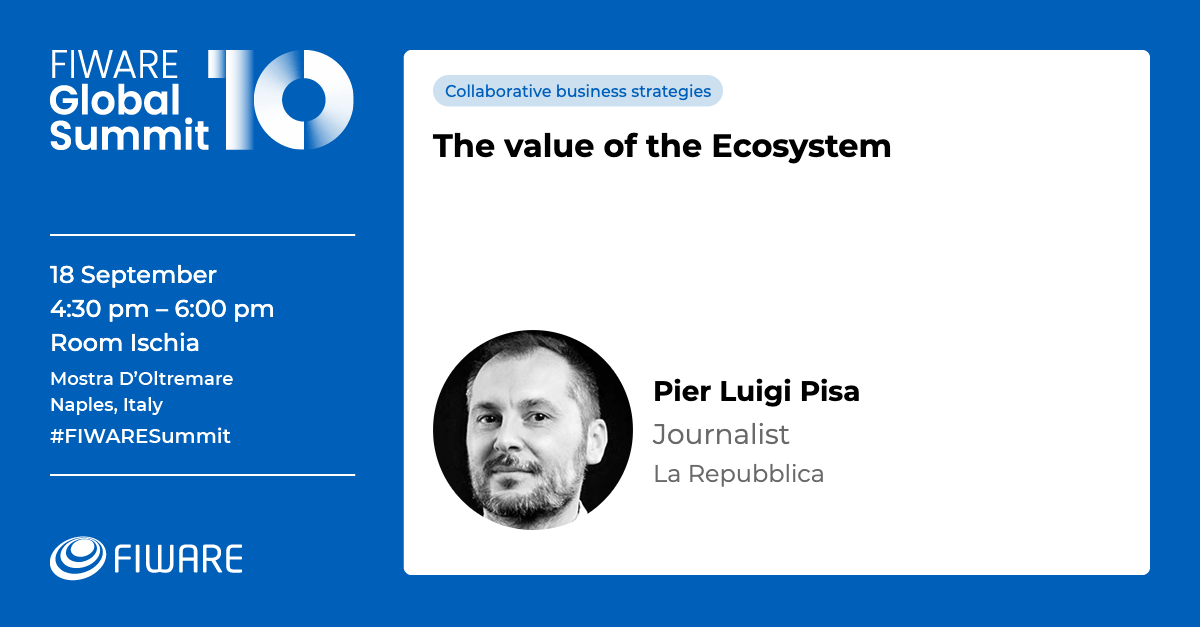 FIWARE
Global
Summit
10
18 September
4:30 pm – 6:00 pm
Room Ischia
Mostra D’Oltremare
Naples, Italy
#FIWARESummit
FIWARE
Collaborative business strategies
The value of the Ecosystem
Pier Luigi Pisa
Journalist
La Repubblica